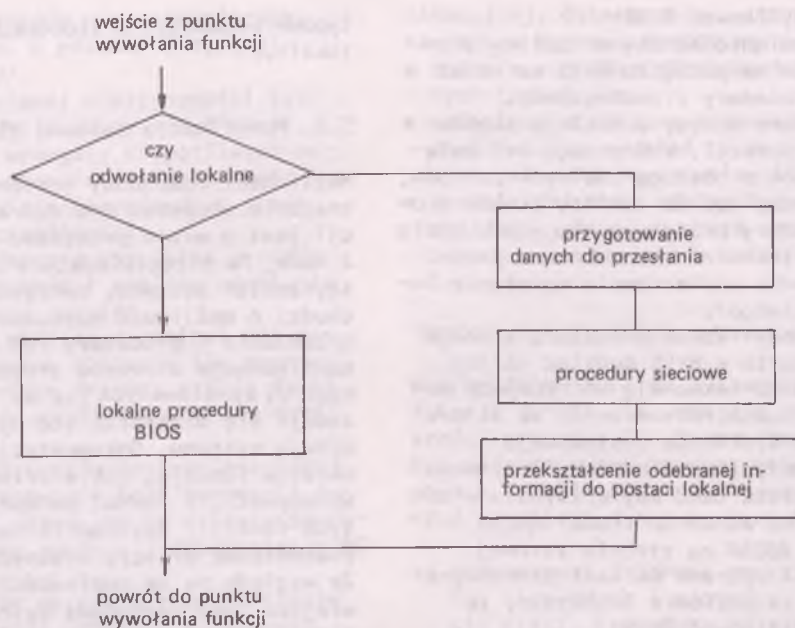 wejście z punktu
wywołania funkcji
czy
odwołanie lokalne
przygotowanie
danych do przesłania
procedury sieciowe
lokalne procedury
BIOS
przekształcenie odebranej in-
formacji do postaci lokalnej
powrót do punktu
wywołania funkcji